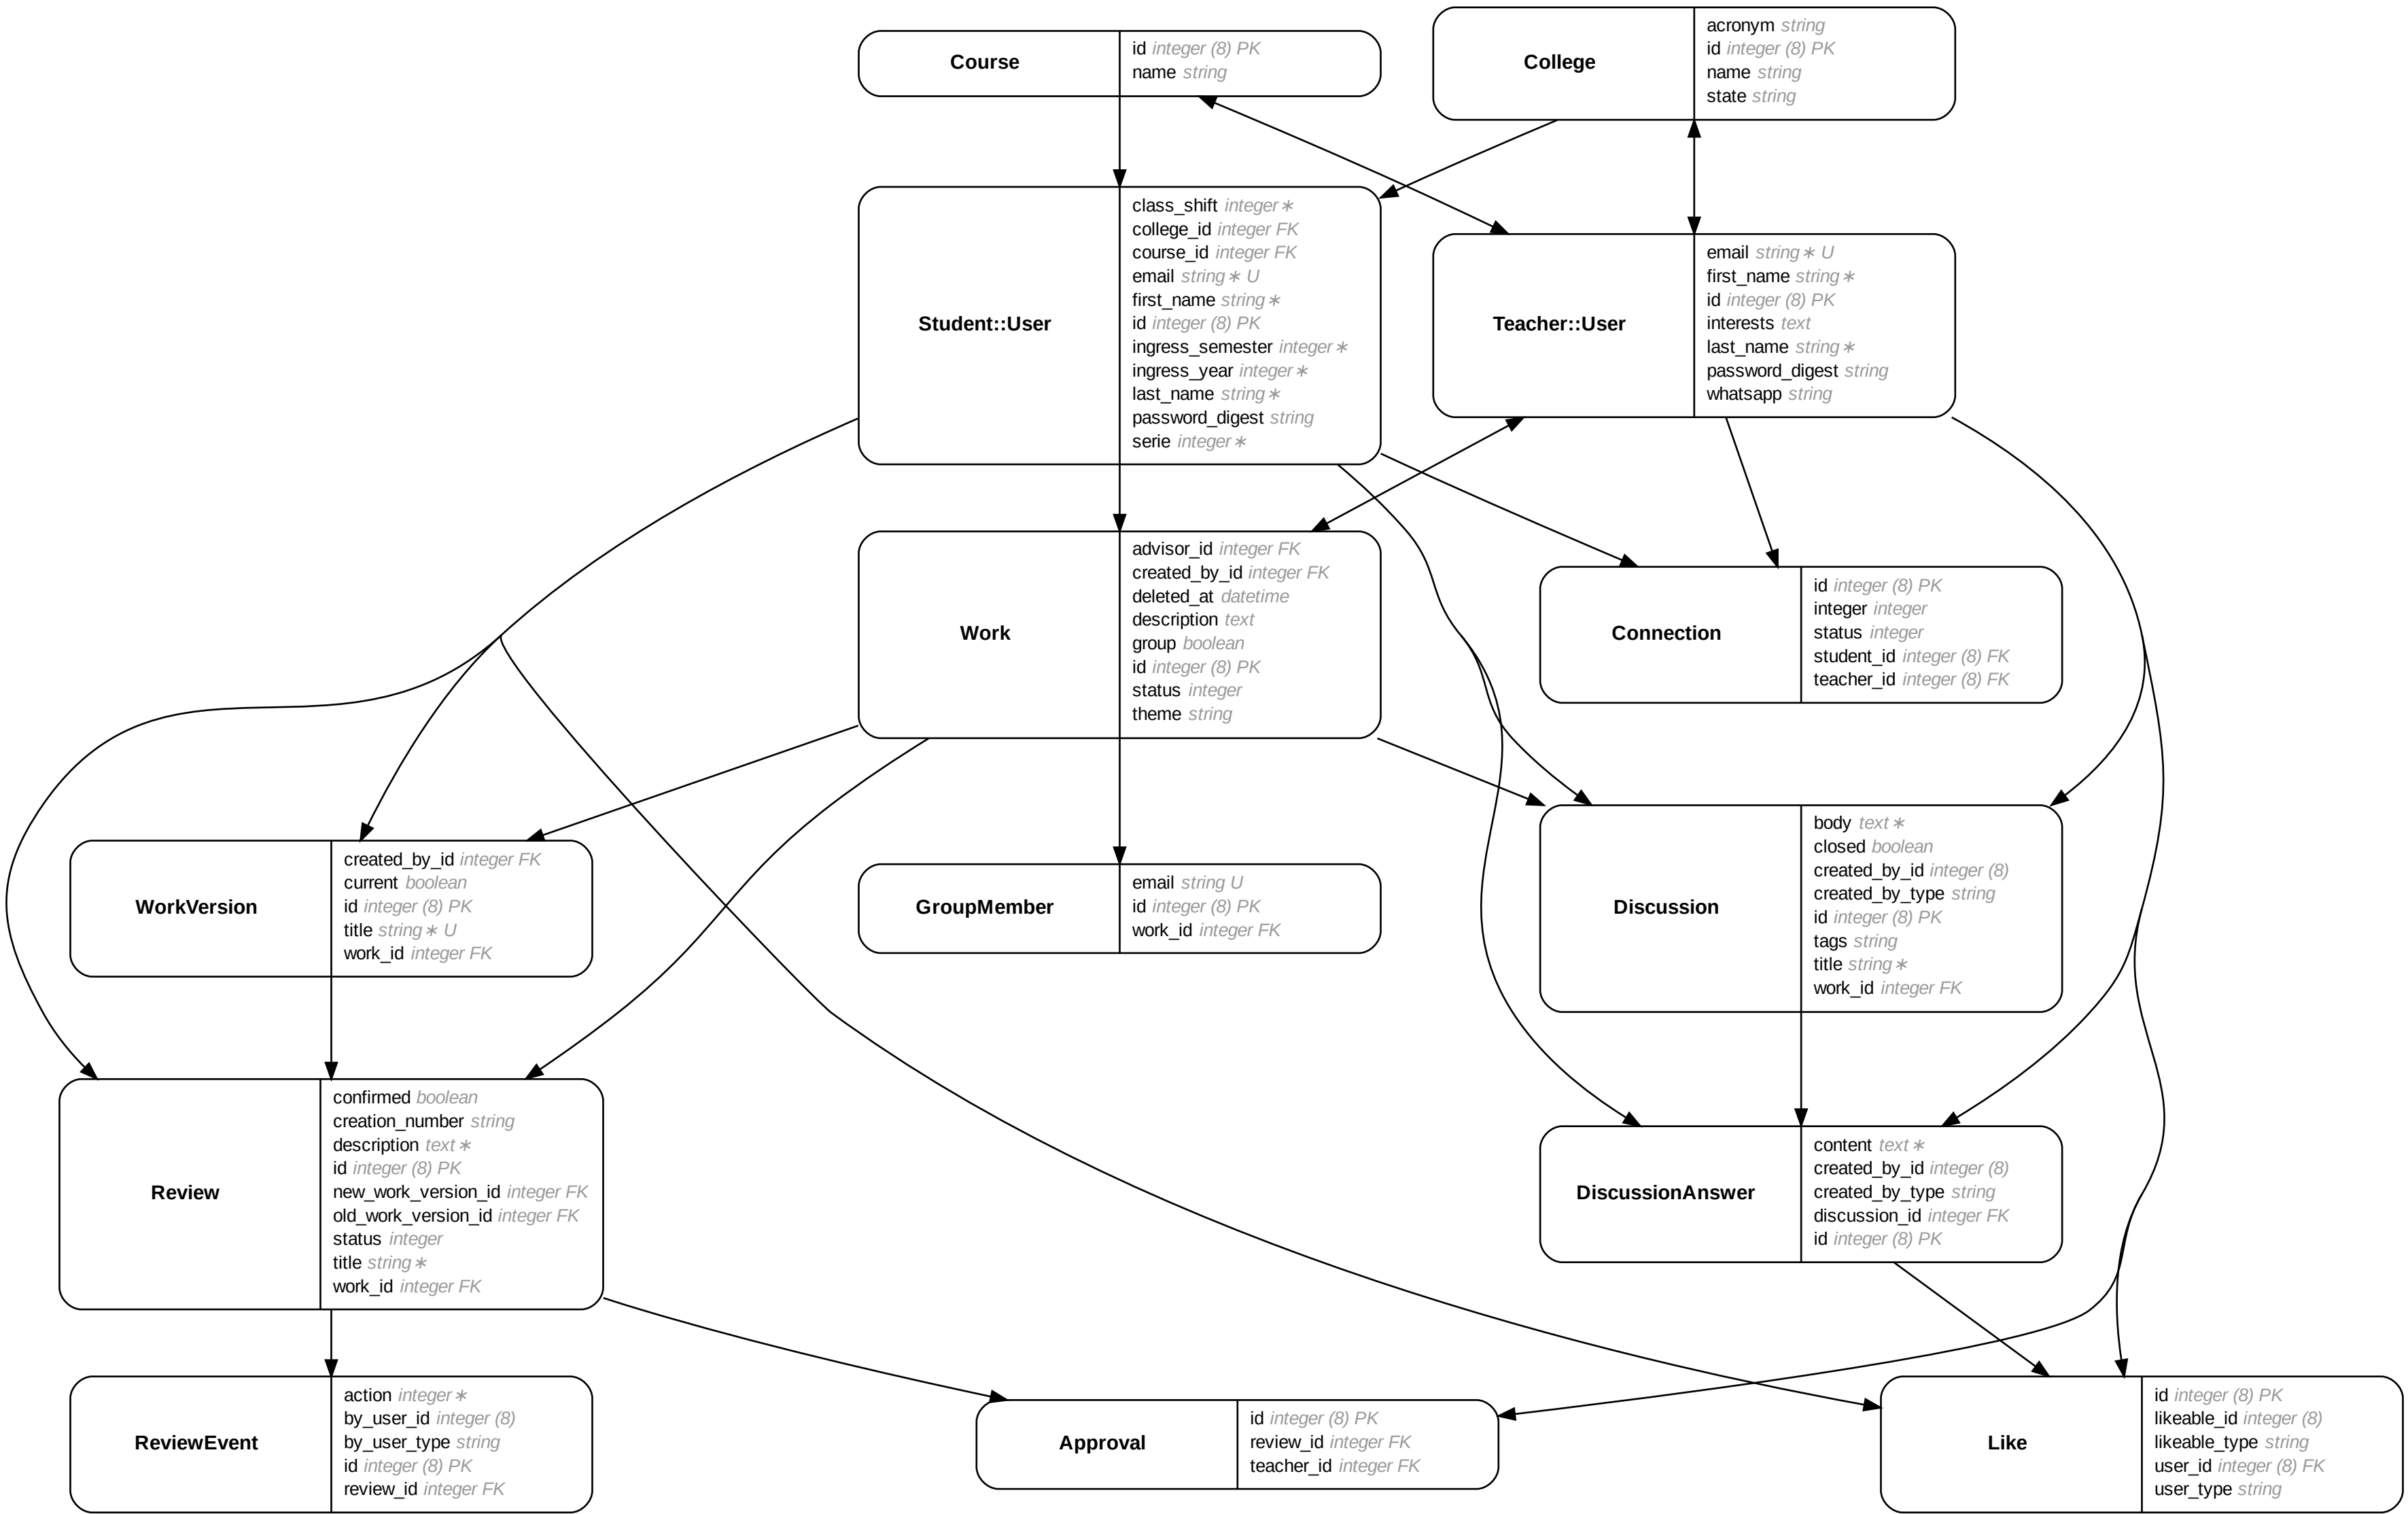 Course
id integer (8) PK
name string
College
acronym string
id integer (8) PK
name string
state string
Student::User
class_shift integer∗
college_id integer FK
course_id integer FK
email string∗ U
first_name string∗
id integer (8) PK
ingress_semester integer∗
ingress_year integer∗
last_name string∗
password_digest string
serie integer∗
Teacher::User
email string∗ U
first_name string∗
id integer (8) PK
interests text
last_name string∗
password_digest string
whatsapp string
Work
advisor_id integer FK
created_by_id integer FK
deleted_at datetime
description text
group boolean
id integer (8) PK
status integer
theme string
Connection
id integer (8) PK
integer integer
status integer
student_id integer (8) FK
teacher_id integer (8) FK
WorkVersion
created_by_id integer FK
current boolean
id integer (8) PK
title string∗ U
work_id integer FK
GroupMember
email string U
id integer (8) PK
work_id integer FK
Discussion
body text∗
closed boolean
created_by_id integer (8)
created_by_type string
id integer (8) PK
tags string
title string∗
work_id integer FK
Review
confirmed boolean
creation_number string
description text∗
id integer (8) PK
new_work_version_id integer FK
old_work_version_id integer FK
status integer
title string∗
work_id integer FK
DiscussionAnswer
content text∗
created_by_id integer (8)
created_by_type string
discussion_id integer FK
id integer (8) PK
ReviewEvent
action integer∗
by_user_id integer (8)
by_user_type string
id integer (8) PK
review_id integer FK
Approval
id integer (8) PK
review_id integer FK
teacher_id integer FK
Like
id integer (8) PK
likeable_id integer (8)
likeable_type string
user_id integer (8) FK
user_type string